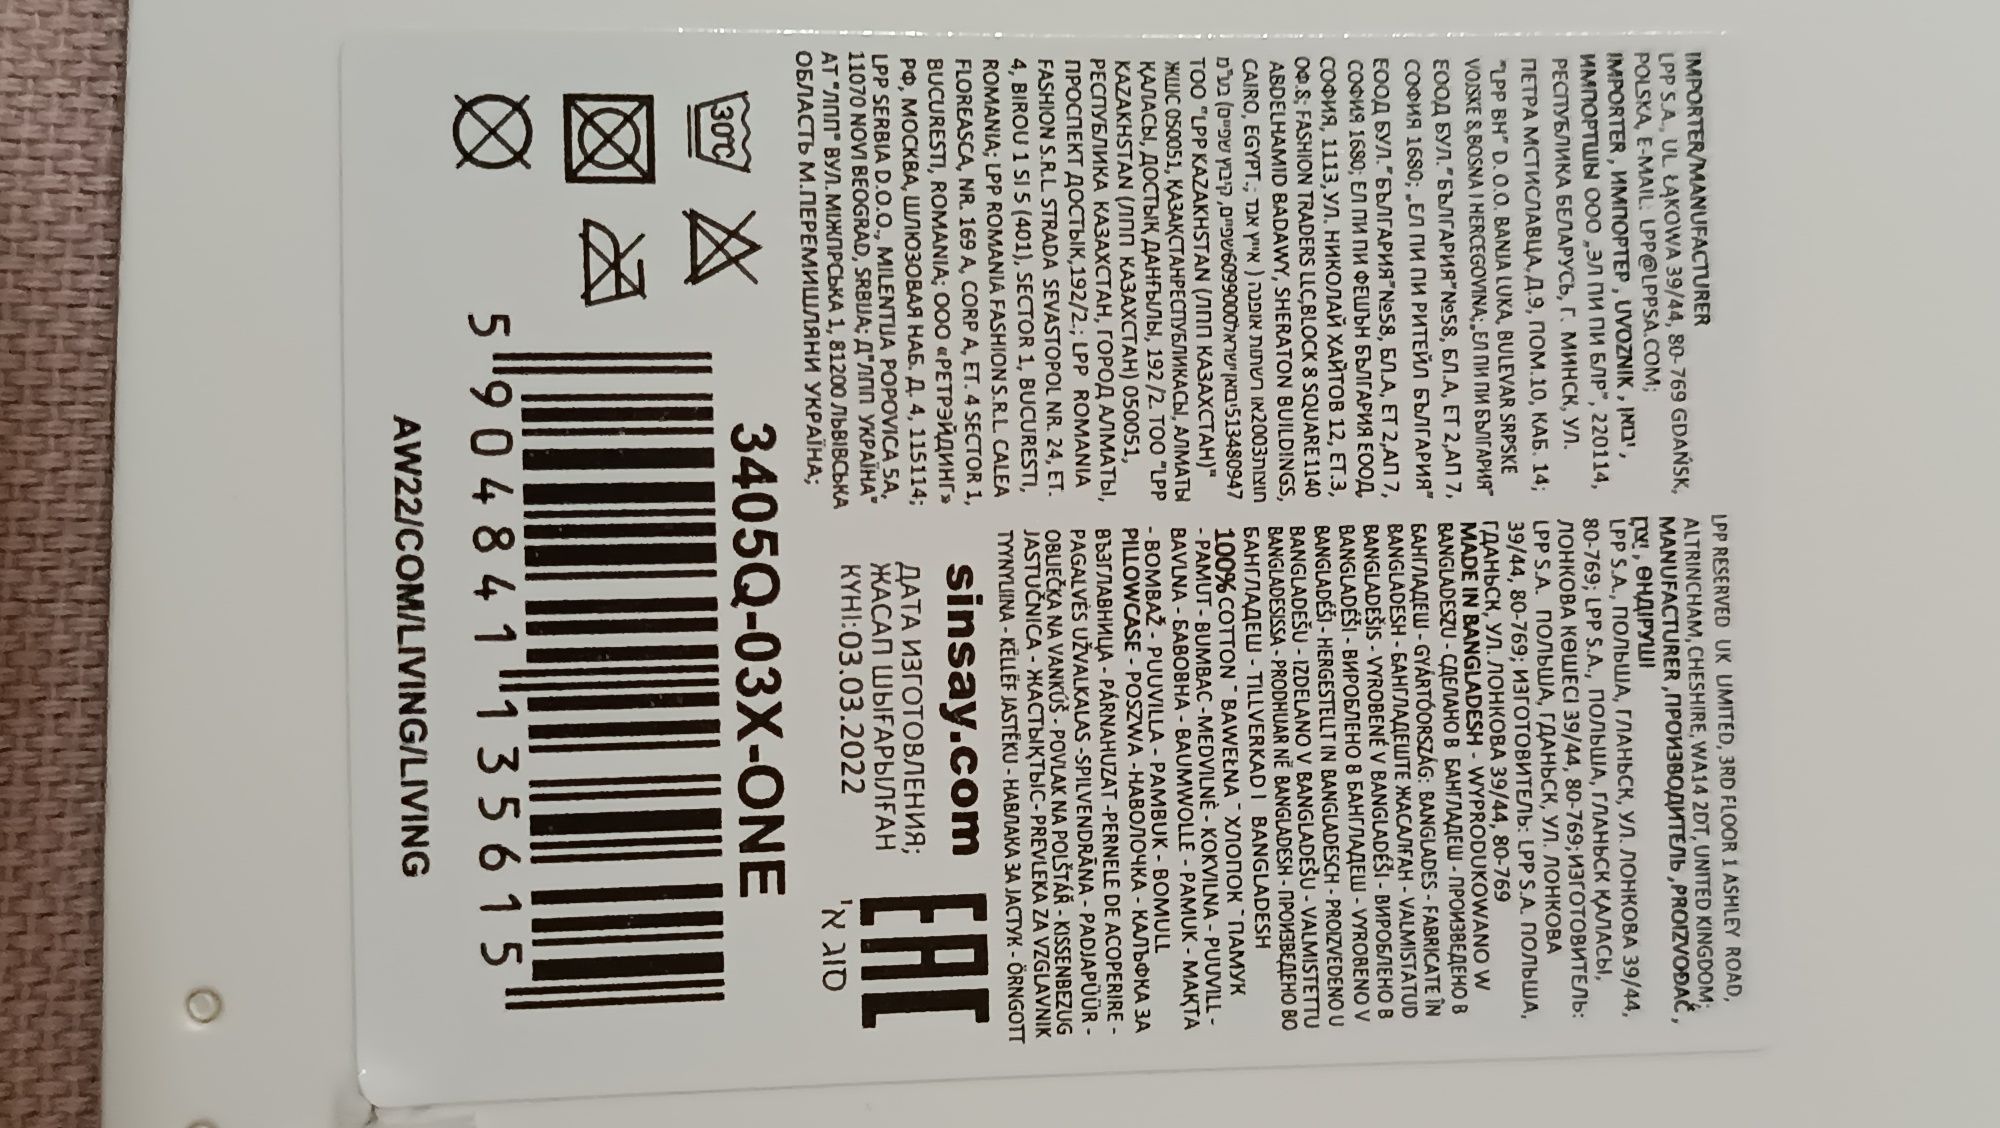 IMPORTER/MANUFACTURER
LPP S.A., UL. ŁĄKOWA 39/44, 80-769 GDAŃSK,
POLSKA, E-MAIL: LPP@LPPSA.COM;
IMPORTER , ИМПОРТЕР , UVOZNIK , יבואן ,
ИМПОРТШЫ ООО „ЭЛ ПИ ПИ БЛР”, 220114,
РЕСПУБЛИКА БЕЛАРУСЬ, Г. МИНСК, УЛ.
ПЕТРА МСТИСЛАВЦА, Д.9, ПОМ.10, КАБ. 14;
"LPP BH" D.O.O. BANJA LUKA, BULEVAR SRPSKE
VOJSKE 8,BOSNA I HERCEGOVINA;„ЕЛ ПИ ПИ БЪЛГАРИЯ”
ЕООД БУЛ. ”БЪЛГАРИЯ”№58, БЛ.А, ЕТ 2,АП 7,
СОФИЯ 1680; „ЕЛ ПИ ПИ РИТЕЙЛ БЪЛГАРИЯ”
ЕООД БУЛ. ”БЪЛГАРИЯ”№58, БЛ.А, ЕТ 2,АП 7,
СОФИЯ 1680; ЕЛ ПИ ПИ ФЕШЪН БЪЛГАРИЯ ЕООД,
СОФИЯ, 1113, УЛ. НИКОЛАЙ ХАЙТОВ 12, ЕТ.3,
ОФ.8; FASHION TRADERS LLC,BLOCK 8 SQUARE 1140
ABDELHAMID BADAWY, SHERATON BUILDINGS,
CAIRO, EGYPT.,
ТОО "LPP KAZAKHSTAN (ЛПП КАЗАХСТАН)"
ЖШС 050051, ҚАЗАҚСТАНРЕСПУБЛИКАСЫ, АЛМАТЫ
ҚАЛАСЫ, ДОСТЫҚ ДАНҒЫЛЫ, 192 /2. ТОО "LPP
KAZAKHSTAN (ЛПП КАЗАХСТАН) 050051,
РЕСПУБЛИКА КАЗАХСТАН, ГОРОД АЛМАТЫ,
ПРОСПЕКТ ДОСТЫК,192/2.; LPP ROMANIA
FASHION S.R.L STRADA SEVASTOPOL NR. 24, ET.
4, BIROU 1 SI 5 (401), SECTOR 1, BUCURESTI,
ROMANIA; LPP ROMANIA FASHION S.R.L. CALEA
FLOREASCA, NR. 169 A, CORP A, ET. 4 SECTOR 1,
BUCURESTI, ROMANIA; ООО «РЕТРЭЙДИНГ»
РФ, МОСКВА, ШЛЮЗОВАЯ НАБ. Д. 4, 115114;
LPP SERBIA D.O.O., MILENTIJA POPOVICA 5A,
11070 NOVI BEOGRAD, SRBIJA; Д"ЛПП УКРАЇНА"
АТ "ЛПП" ВУЛ. МІЖГІРСЬКА 1, 81200 ЛЬВІВСЬКА
ОБЛАСТЬ М.ПЕРЕМИШЛЯНИ УКРАЇНА;
LPP RESERVED UK LIMITED, 3RD FLOOR 1 ASHLEY ROAD,
ALTRINCHAM, CHESHIRE, WA14 2DT, UNITED KINGDOM;
MANUFACTURER ,ПРОИЗВОДИТЕЛЬ ,PROIZVOĐAČ ,
יצרן , ӨНДІРУШІ
LPP S.A., ПОЛЬША, ГЛАНЬСК, УЛ. ЛОНКОВА 39/44,
80-769; LPP S.A., ПОЛЬША, ГЛАНЬСК ҚАЛАСЫ,
ЛОНКОВА КӨШЕСІ 39/44, 80-769;ИЗГОТОВИТЕЛЬ:
LPP S.A. ПОЛЬША, ГДАНЬСК, УЛ. ЛОНКОВА
39/44, 80-769; ИЗГОТОВИТЕЛЬ: LPP S.A. ПОЛЬША,
ГДАНЬСК, УЛ. ЛОНКОВА 39/44, 80-769
MADE IN BANGLADESH - WYPRODUKOWANO W
BANGLADESZU - СДЕЛАНО В БАНГЛАДЕШ - ПРОИЗВЕДЕНО В
БАНГЛАДЕШ - GYÁRTÓORSZÁG: BANGLADES - FABRICATE ÎN
BANGLADESH - БАНГЛАДЕШТЕ ЖАСАЛҒАН - VALMISTATUD
BANGLADEŠIS - VYROBENÉ V BANGLADÉŠI - ВИРОБЛЕНО В
BANGLADÉŠI - ВИРОБЛЕНО В БАНГЛАДЕШ - VYROBENO V
BANGLADÉŠI - HERGESTELLT IN BANGLADESCH - PROIZVEDENO U
BANGLADEŠU - IZDELANO V BANGLADEŠU - VALMISTETTU
BANGLADESISSA - PRODHUAR NË BANGLADESH - ПРОИЗВЕДЕНО ВО
БАНГЛАДЕШ - TILLVERKAD I BANGLADESH
100% COTTON - BAWEŁNA - ХЛОПОК - ПАМУК
- PAMUT - BUMBAC -MEDVILNĖ - KOKVILNA - PUUVILL -
BAVLNA - БАВОВНА - BAUMWOLLE - PAMUK - МАҚТА
- BOMBAŽ - PUUVILLA - PAMBUK - BOMULL
PILLOWCASE - POSZWA - НАВОЛОЧКА - КАЛЪФКА ЗА
ВЪЗГЛАВНИЦА - PÁRNAHUZAT -PERNELE DE ACOPERIRE -
PAGALVĖS UŽVALKALAS -SPILVENDRĀNA - PADJAPÜÜR -
OBLIEČKA NA VANKÚŠ - POVLAK NA POLŠTÁŘ - KISSENBEZUG
JASTUČNICA - ЖАСТЫҚТЫС- PREVLEKA ZA VZGLAVNIK
TYYNYLIINA - KËLLËF JASTËKU - НАВЛАКА ЗА ЈАСТУК - ÖRNGOTT
sinsay.com
ДАТА ИЗГОТОВЛЕНИЯ;
ЖАСАП ШЫҒАРЫЛҒАН
КҮНІ:03.03.2022
EAC
סוג א'
30°C
3405Q-03X-ONE
5 904841 135615
AW22/COM/LIVING/LIVING